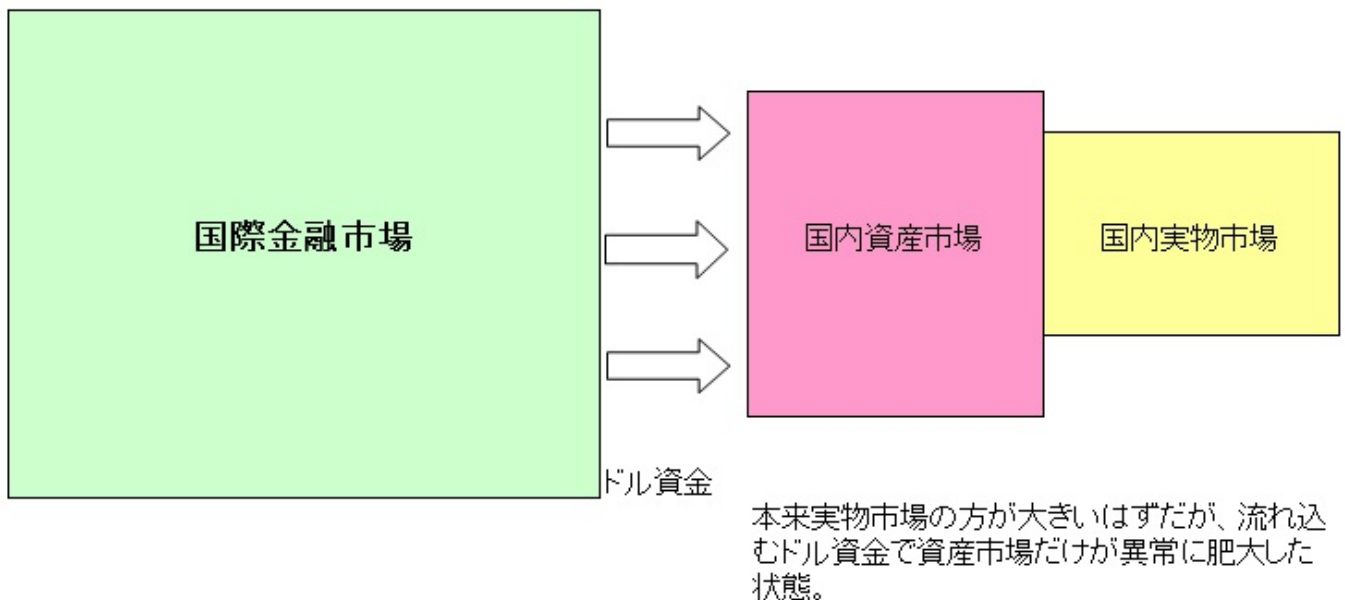 国際金融市場
国内資産市場
国内実物市場
ドル資金
本来実物市場の方が大きいはずだが、流れ込
むドル資金で資産市場だけが異常に肥大した
状態。